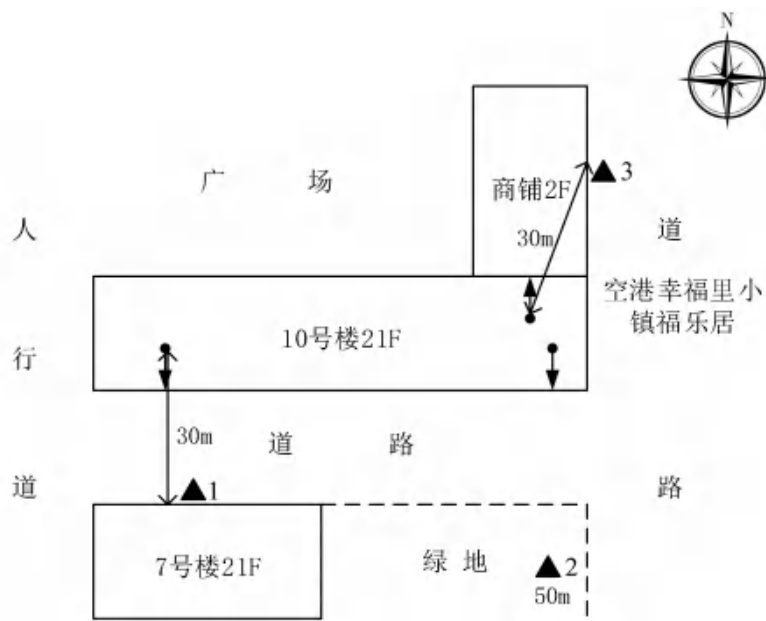 N
广 场
商铺2F
▲3
人
道
30m
空港幸福里小
镇福乐居
10号楼21F
行
30m
道 路
道
▲1
路
7号楼21F
绿 地
▲2
50m